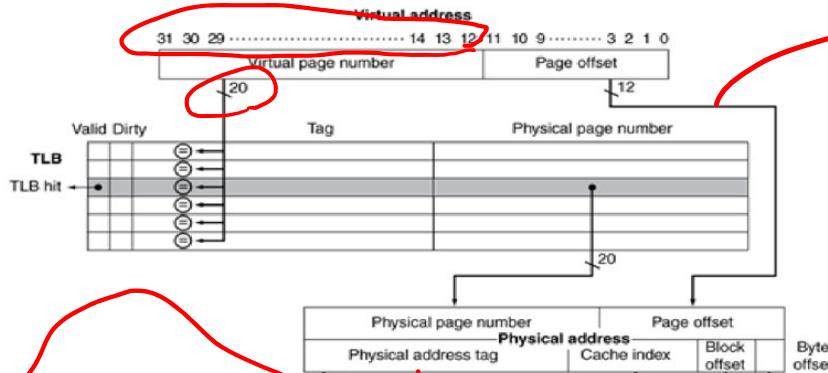 Virtual address
31 30 29 ........................................ 14 13 12 11 10 9 ......... 3 2 1 0
Virtual page number Page offset
20 12
Valid Dirty Tag Physical page number
TLB
=
=
TLB hit =
=
=
=
20
Physical page number Page offset
Physical address
Physical address tag Cache index Block offset Byte offse